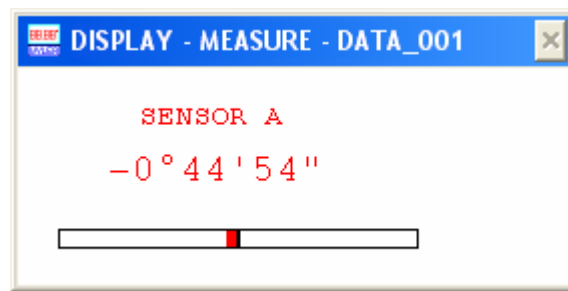 DISPLAY - MEASURE - DATA_001
SENSOR A
-0°44'54"